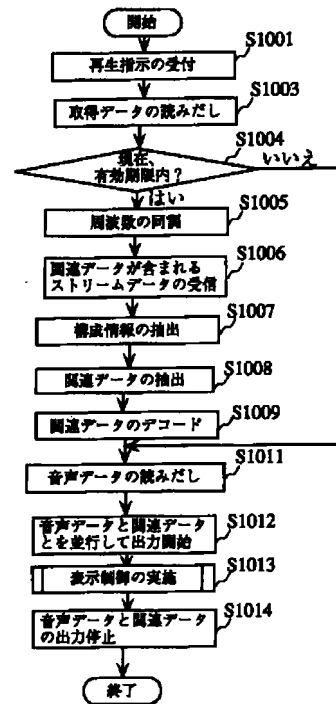 開始
S1001
再生指示の受付
S1003
取得データの読みだし
S1004
現在、
有効期限内?
いいえ
はい
S1005
周波数の同調
S1006
関連データが含まれる
ストリームデータの受信
S1007
構成情報の抽出
S1008
関連データの抽出
S1009
関連データのデコード
S1011
音声データの読みだし
S1012
音声データと関連データ
とを並行して出力開始
S1013
表示制御の実施
S1014
音声データと関連データ
の出力停止
終了